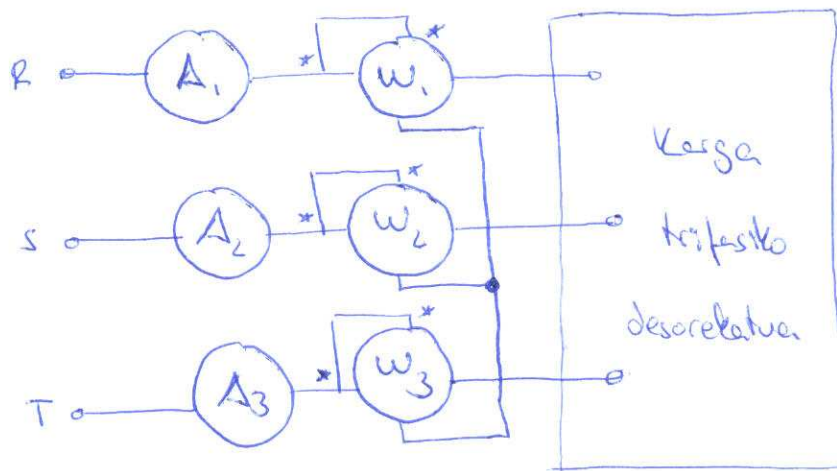 R * *
A₁ W₁
Karga
S * *
A₂ W₂
trifasiko
desorekatua
T * *
A₃ W₃